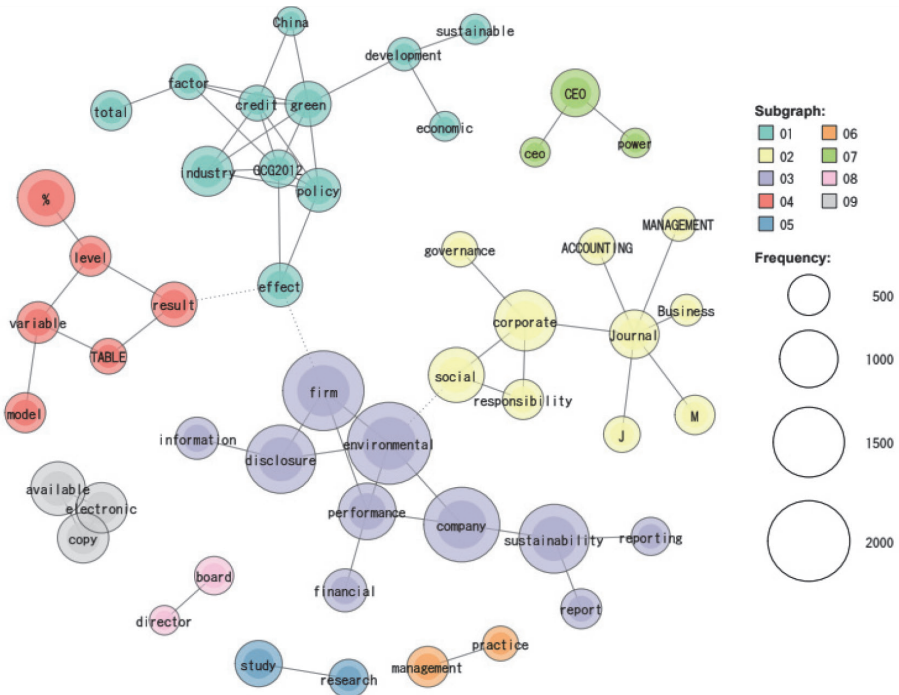 China
sustainable
development
factor
total
credit
green
economic
industry
GCG2012
policy
effect
CEO
ceo
power
%
level
result
variable
TABLE
model
governance
ACCOUNTING
MANAGEMENT
corporate
Journal
Business
social
responsibility
J
M
firm
information
disclosure
environmental
performance
company
sustainability
reporting
financial
report
available
electronic
copy
board
director
study
research
management
practice
Subgraph:
01
06
02
07
03
08
04
09
05
Frequency:
500
1000
1500
2000